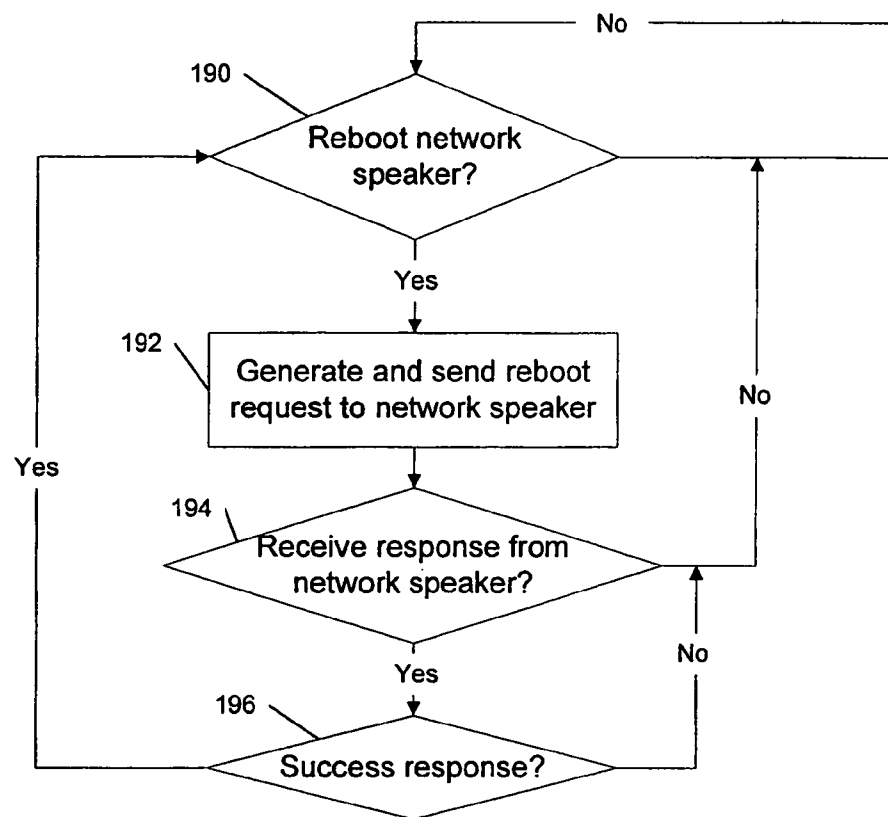 No
190
Reboot network
speaker?
Yes
192
Generate and send reboot
request to network speaker
No
Yes
194
Receive response from
network speaker?
Yes
No
196
Success response?